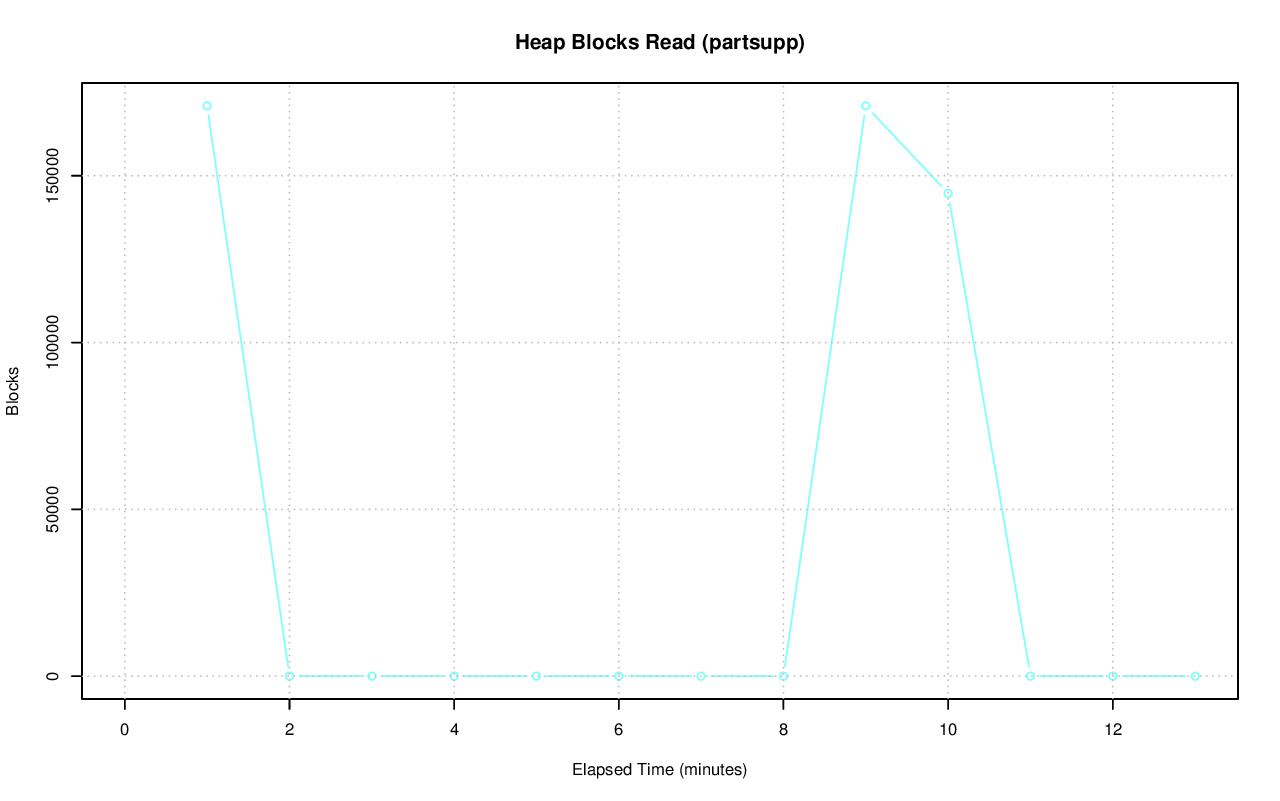 Heap Blocks Read (partsupp)
150000
100000
50000
0
Blocks
0 2 4 6 8 10 12
Elapsed Time (minutes)